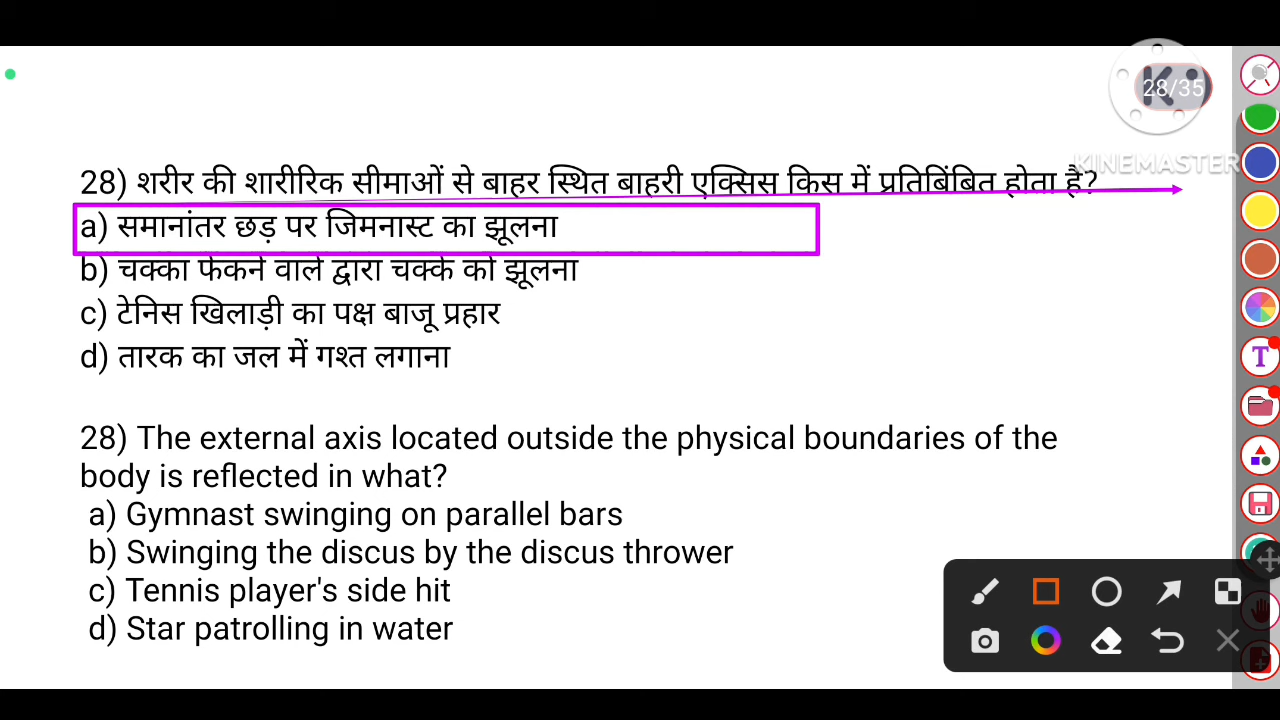 28/35
KINEMASTER
28) शरीर की शारीरिक सीमाओं से बाहर स्थित बाहरी एक्सिस किस में प्रतिबिंबित होता है?
a) समानांतर छड़ पर जिमनास्ट का झूलना
b) चक्का फेंकने वाले द्वारा चक्के को झूलना
c) टेनिस खिलाड़ी का पक्ष बाजू प्रहार
d) तारक का जल में गश्त लगाना
28) The external axis located outside the physical boundaries of the
body is reflected in what?
a) Gymnast swinging on parallel bars
b) Swinging the discus by the discus thrower
c) Tennis player's side hit
d) Star patrolling in water
T